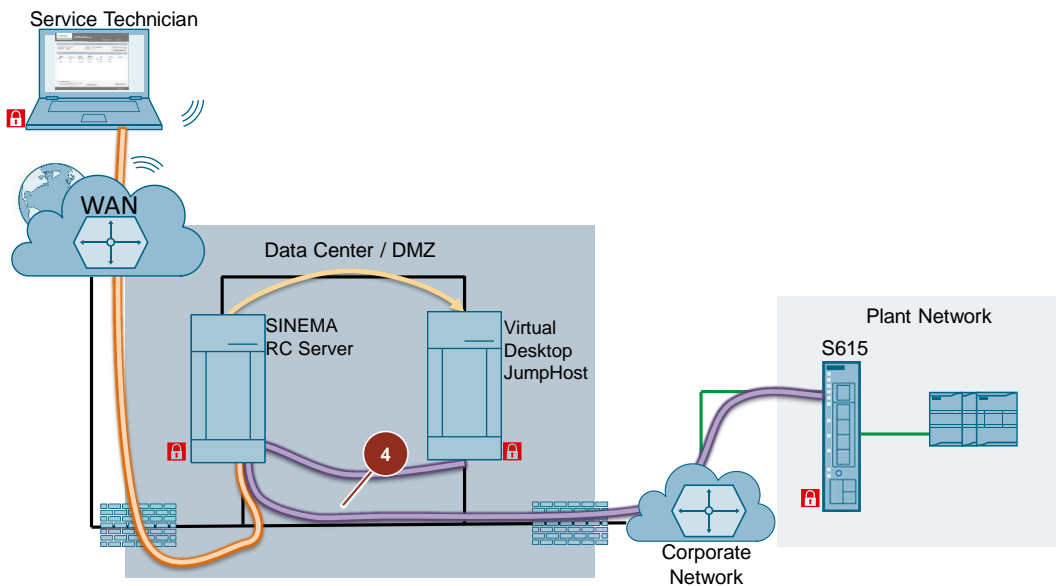 Service Technician
WAN
Data Center / DMZ
SINEMA
RC Server
Virtual
Desktop
JumpHost
Plant Network
S615
4
Corporate
Network